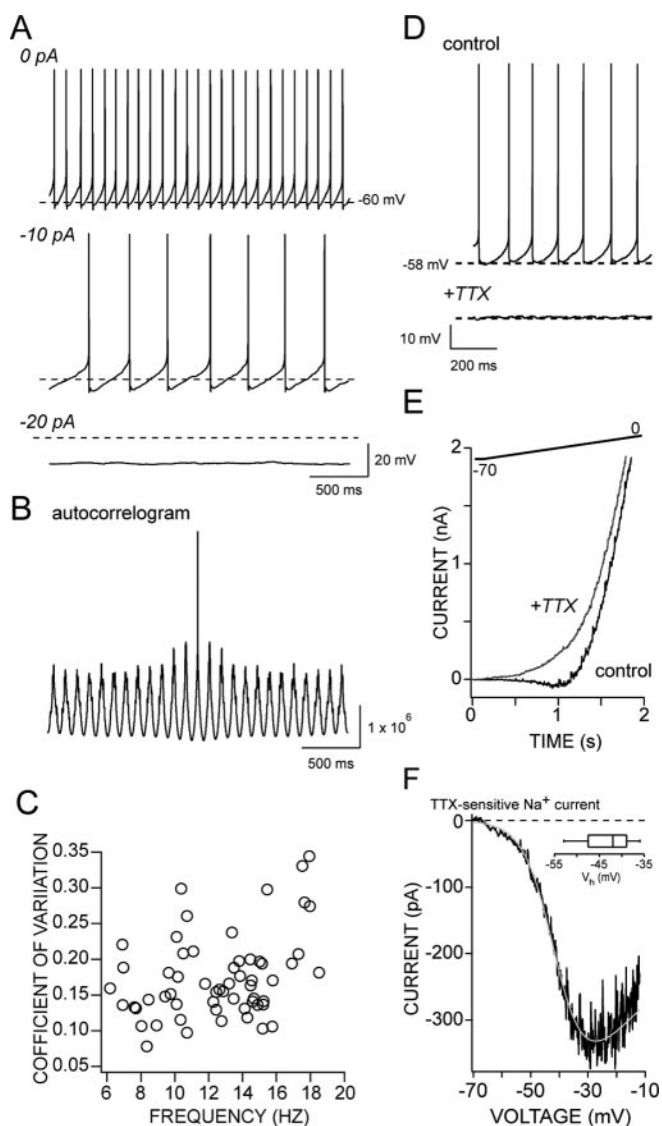 A
0 pA
-60 mV
-10 pA
-20 pA
20 mV
500 ms
B
autocorrelogram
1 x 10⁶
500 ms
C
COFFICIENT OF VARIIATION
0.35
0.30
0.25
0.20
0.15
0.10
0.05
6 8 10 12 14 16 18 20
FREQUENCY (HZ)
D
control
-58 mV
+TTX
10 mV
200 ms
E
2
0
-70
CURRENT (nA)
1
+TTX
control
0
0 1 2
TIME (s)
F
TTX-sensitive Na⁺ current
0
-55 -45 -35
Vₕ (mV)
-100
CURRENT (pA)
-200
-300
-70 -50 -30 -10
VOLTAGE (mV)